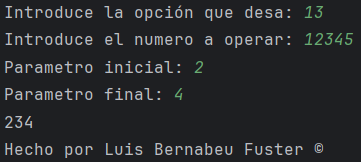 Introduce la opción que desa: 13
Introduce el numero a operar: 12345
Parametro inicial: 2
Parametro final: 4
234
Hecho por Luis Bernabeu Fuster ©